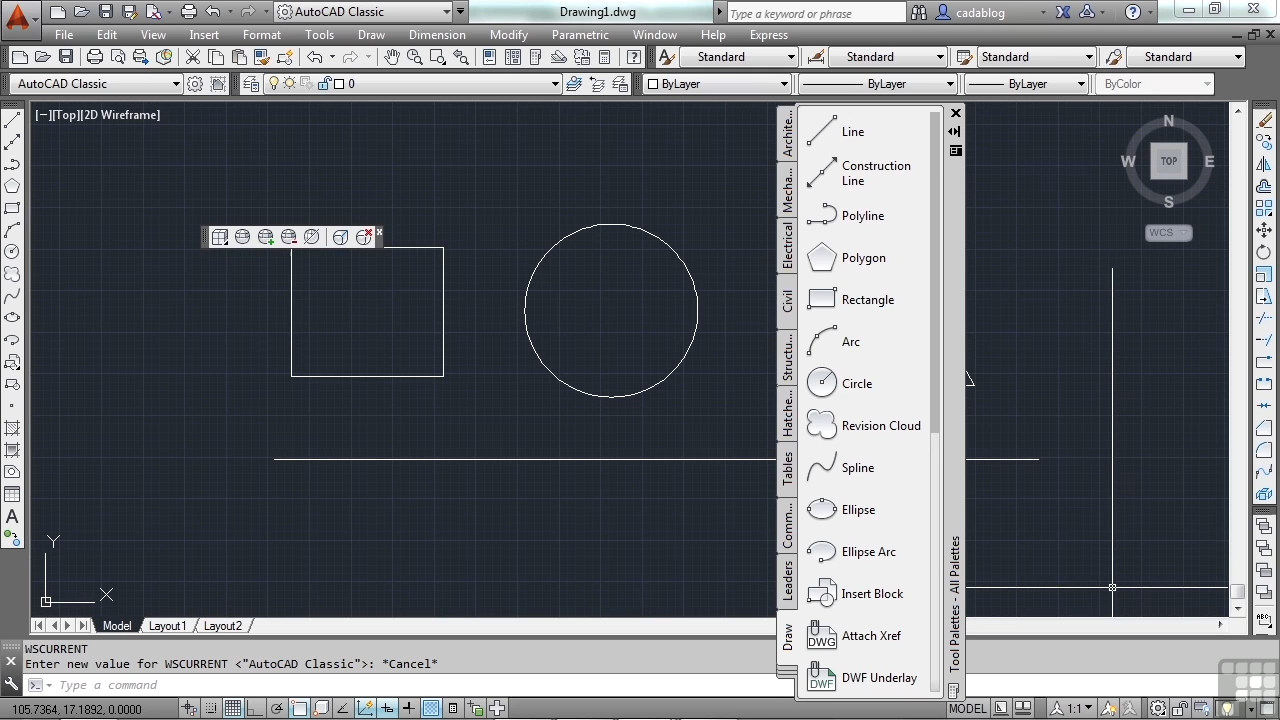 AutoCAD Classic
Drawing1.dwg
Type a keyword or phrase
cadablog
File Edit View Insert Format Tools Draw Dimension Modify Parametric Window Help Express
Standard Standard Standard Standard
AutoCAD Classic
0
ByLayer ByLayer ByLayer ByColor
[−][Top][2D Wireframe]
Archite...
Mecha...
Electrical
Civil
Structu...
Hatche...
Tables
Comm...
Leaders
Draw
Line
Construction
Line
Polyline
Polygon
Rectangle
Arc
Circle
Revision Cloud
Spline
Ellipse
Ellipse Arc
Insert Block
DWG
Attach Xref
DWF
DWF Underlay
Tool Palettes - All Palettes
N
W TOP E
S
WCS
A
Y
X
Model Layout1 Layout2
WSCURRENT
Enter new value for WSCURRENT <"AutoCAD Classic">: *Cancel*
Type a command
105.7364, 17.1982, 0.0000
MODEL
1:1